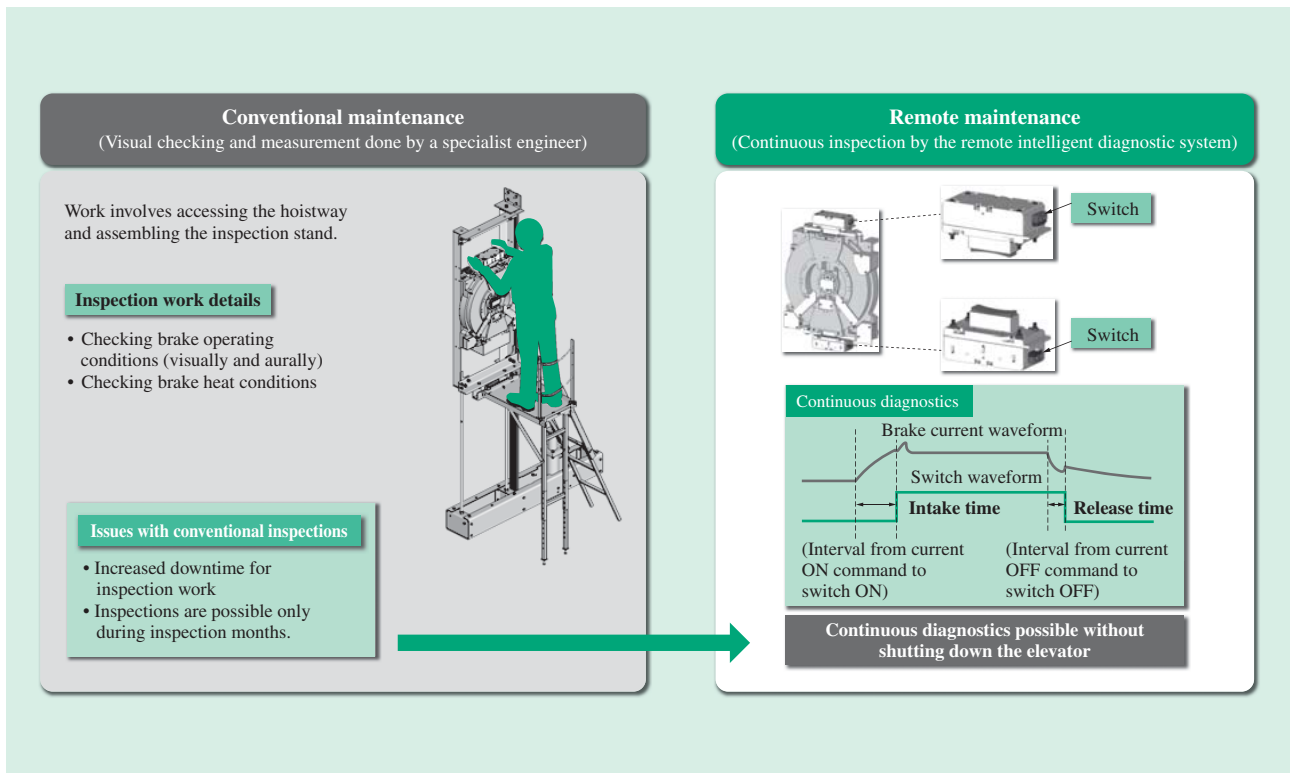 Conventional maintenance
(Visual checking and measurement done by a specialist engineer)
Work involves accessing the hoistway
and assembling the inspection stand.
Inspection work details
• Checking brake operating
conditions (visually and aurally)
• Checking brake heat conditions
Issues with conventional inspections
• Increased downtime for
inspection work
• Inspections are possible only
during inspection months.
Remote maintenance
(Continuous inspection by the remote intelligent diagnostic system)
Switch
Switch
Continuous diagnostics
Brake current waveform
Switch waveform
Intake time
Release time
(Interval from current
ON command to
switch ON)
(Interval from current
OFF command to
switch OFF)
Continuous diagnostics possible without
shutting down the elevator